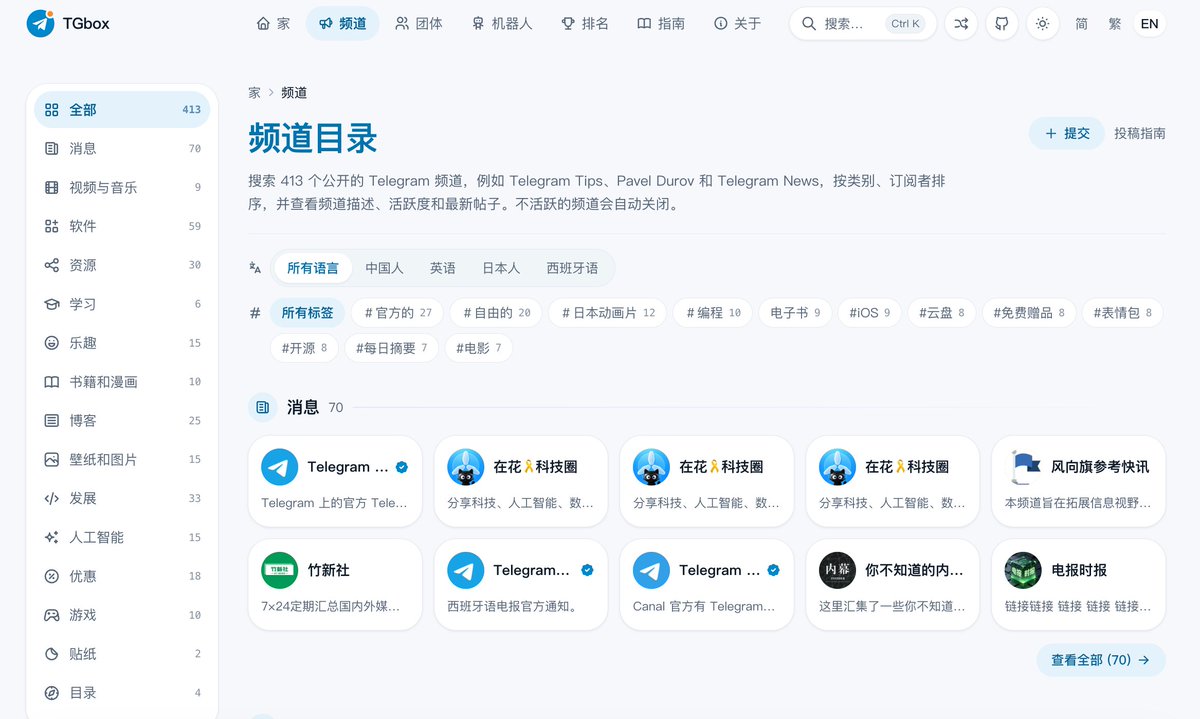 TGbox
家
频道
团体
机器人
排名
指南
关于
搜索...
Ctrl K
简
繁
EN
全部 413
消息 70
视频与音乐 9
软件 59
资源 30
学习 6
乐趣 15
书籍和漫画 10
博客 25
壁纸和图片 15
发展 33
人工智能 15
优惠 18
游戏 10
贴纸 2
目录 4
家 > 频道
频道目录
+ 提交
投稿指南
搜索 413 个公开的 Telegram 频道，例如 Telegram Tips、Pavel Durov 和 Telegram News，按类别、订阅者排
序，并查看频道描述、活跃度和最新帖子。不活跃的频道会自动关闭。
所有语言 中国人 英语 日本人 西班牙语
# 所有标签 # 官方的 27 # 自由的 20 # 日本动画片 12 # 编程 10 电子书 9 #iOS 9 #云盘 8 #免费赠品 8 #表情包 8
#开源 8 #每日摘要 7 #电影 7
消息 70
Telegram ...
Telegram 上的官方 Tele...
在花🎗️科技圈
分享科技、人工智能、数...
在花🎗️科技圈
分享科技、人工智能、数...
在花🎗️科技圈
分享科技、人工智能、数...
风向旗参考快讯
本频道旨在拓展信息视野...
竹新社
竹新社
7×24定期汇总国内外媒...
Telegram...
西班牙语电报官方通知。
Telegram ...
Canal 官方有 Telegram...
内幕
你不知道的内...
这里汇集了一些你不知道...
电报时报
电报时报
链接链接 链接 链接 链接...
查看全部 (70) →